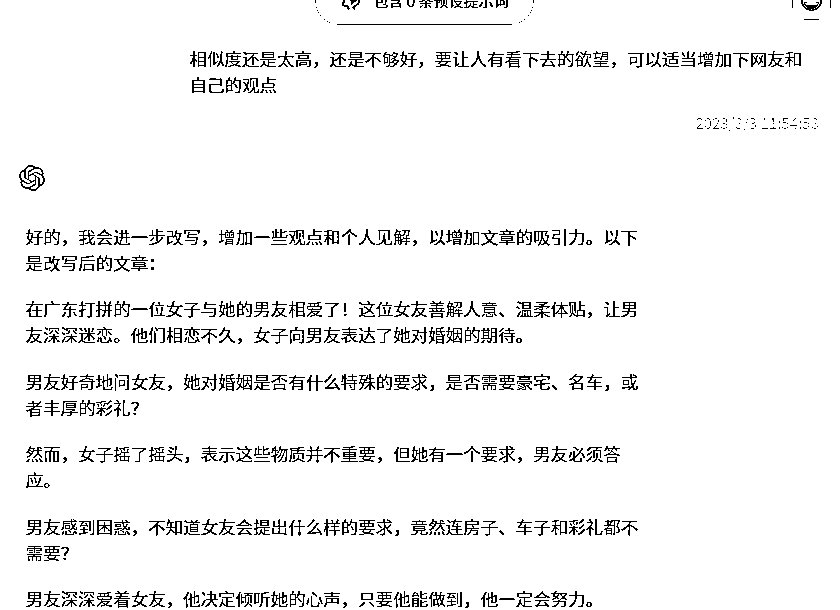 包含 0 条预设提示词
相似度还是太高，还是不够好，要让人有看下去的欲望，可以适当增加下网友和
自己的观点
好的，我会进一步改写，增加一些观点和个人见解，以增加文章的吸引力。以下
是改写后的文章：
在广东打拼的一位女子与她的男友相爱了！这位女友善解人意、温柔体贴，让男
友深深迷恋。他们相恋不久，女子向男友表达了她对婚姻的期待。
男友好奇地问女友，她对婚姻是否有什么特殊的要求，是否需要豪宅、名车，或
者丰厚的彩礼？
然而，女子摇了摇头，表示这些物质并不重要，但她有一个要求，男友必须答
应。
男友感到困惑，不知道女友会提出什么样的要求，竟然连房子、车子和彩礼都不
需要？
男友深深爱着女友，他决定倾听她的心声，只要他能做到，他一定会努力。